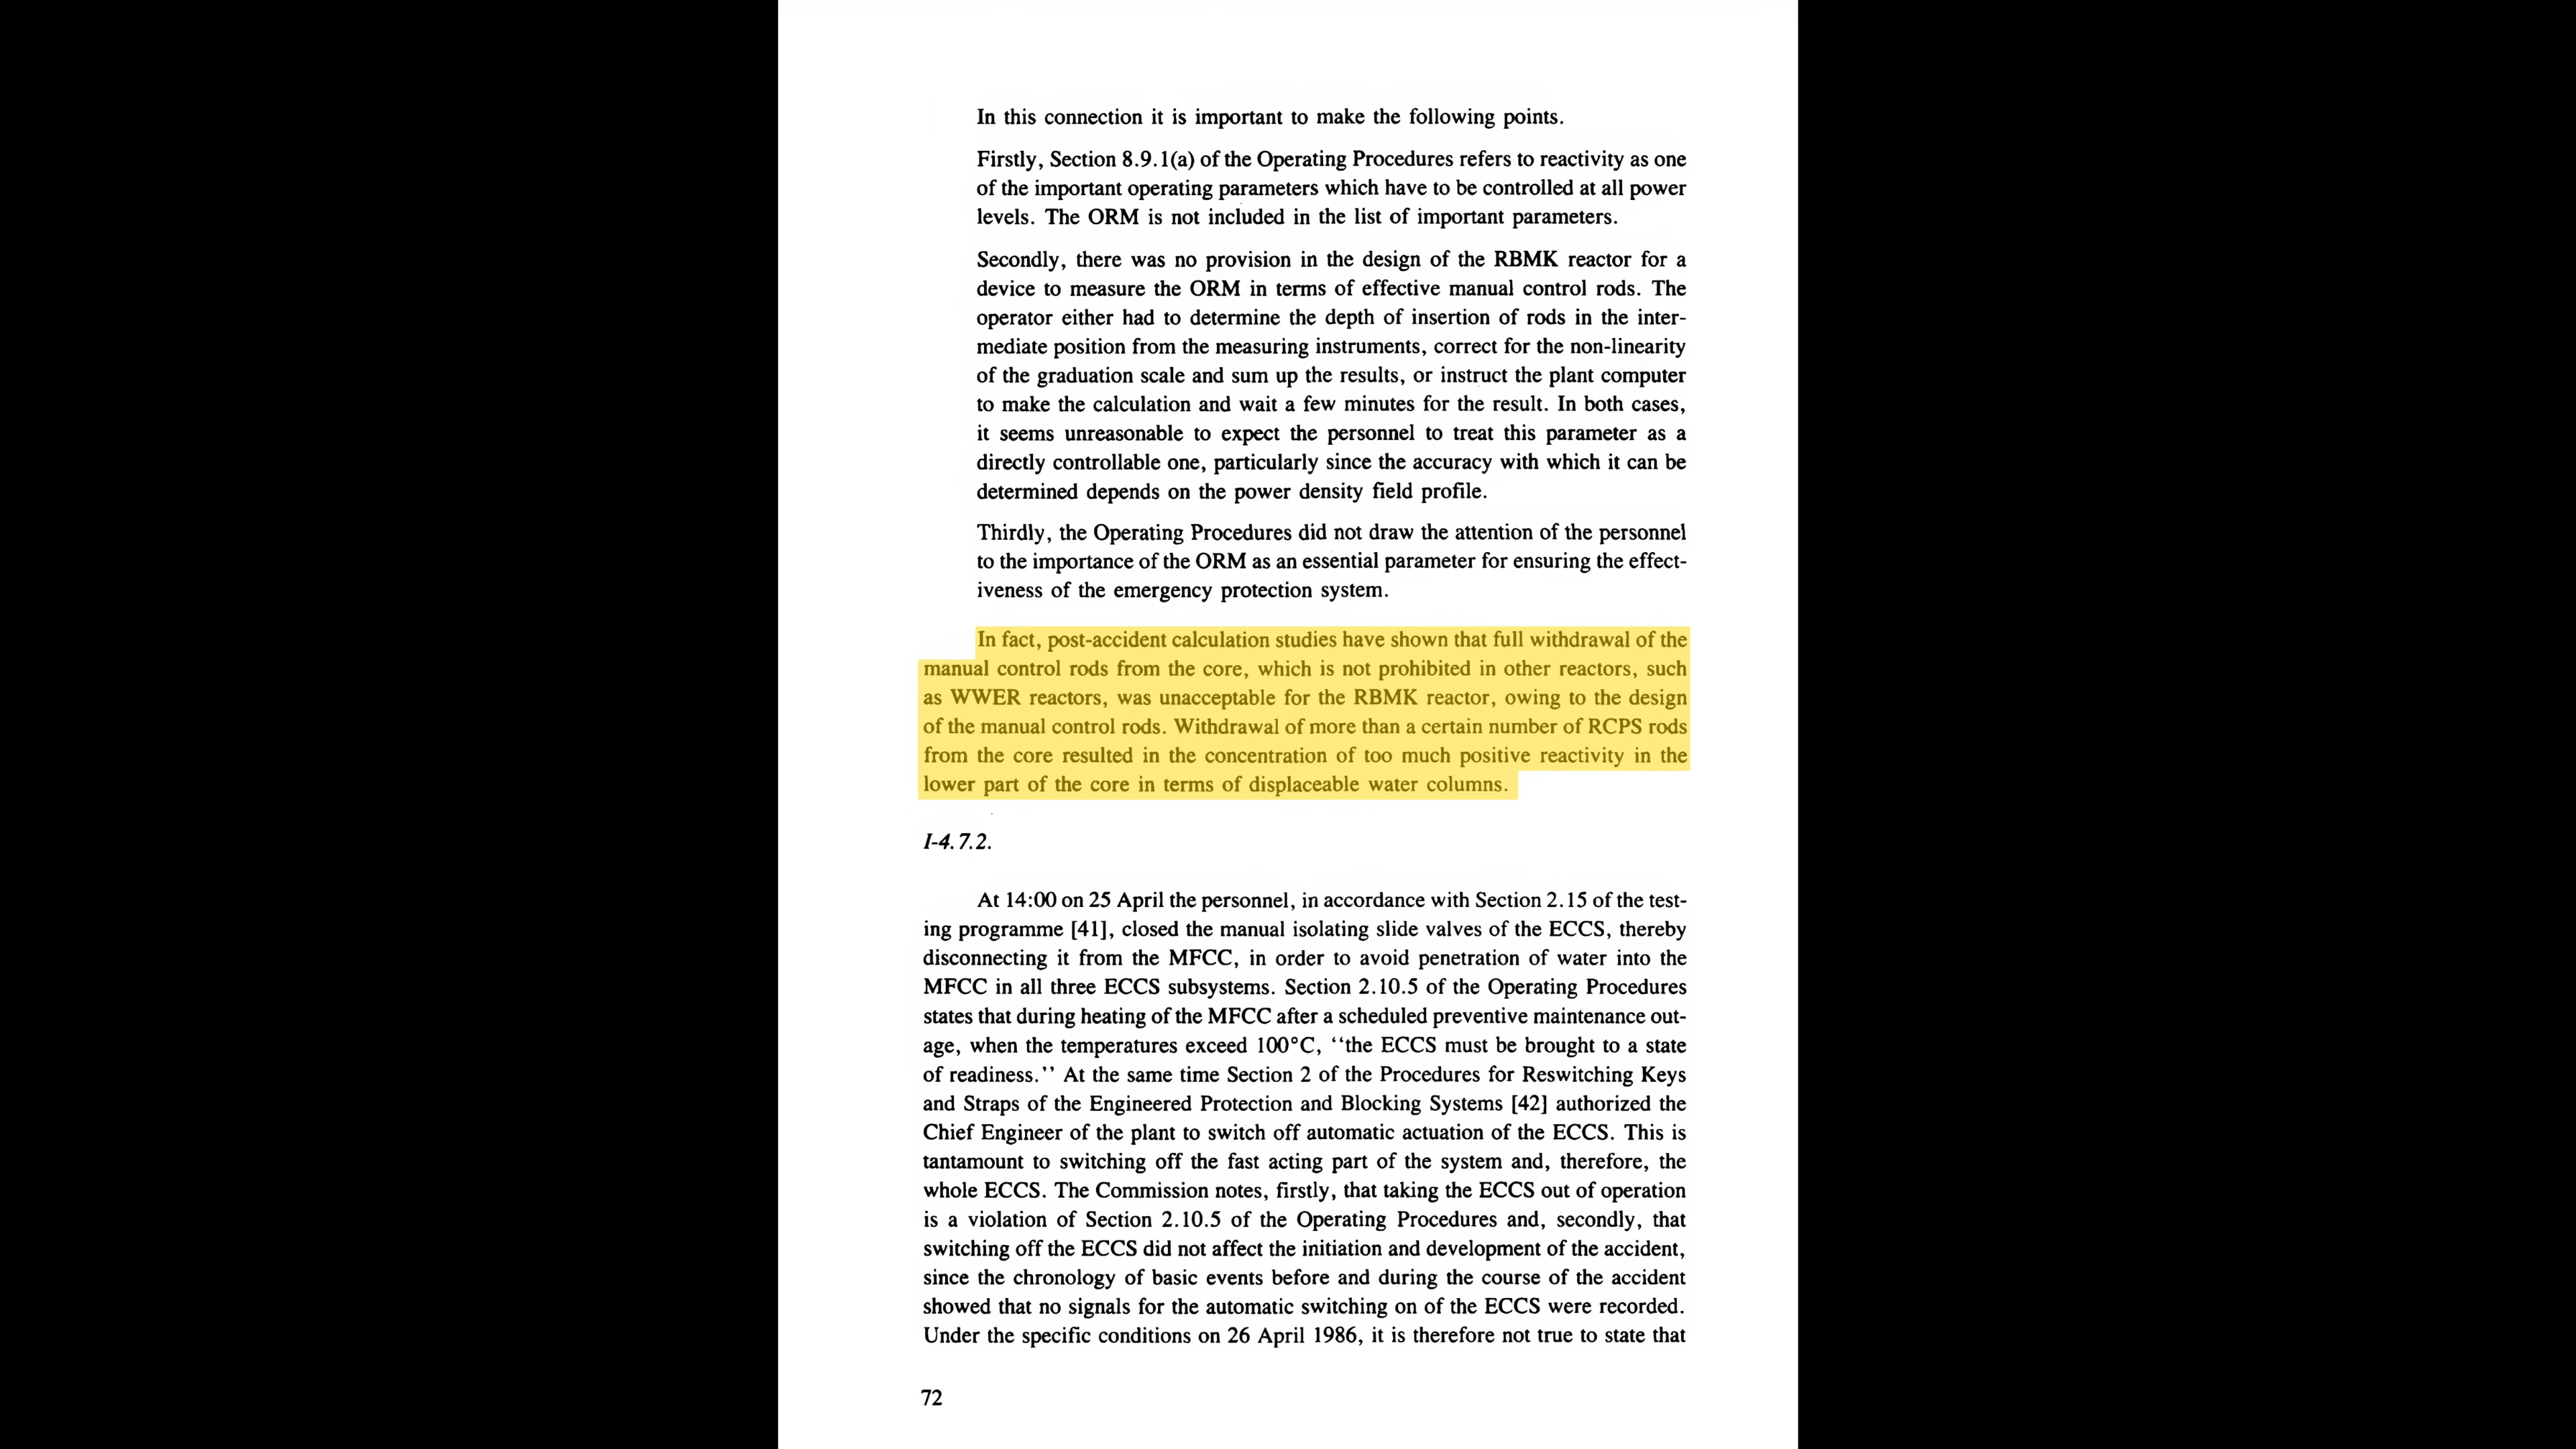 In this connection it is important to make the following points.
Firstly, Section 8.9.1(a) of the Operating Procedures refers to reactivity as one
of the important operating parameters which have to be controlled at all power
levels. The ORM is not included in the list of important parameters.
Secondly, there was no provision in the design of the RBMK reactor for a
device to measure the ORM in terms of effective manual control rods. The
operator either had to determine the depth of insertion of rods in the inter-
mediate position from the measuring instruments, correct for the non-linearity
of the graduation scale and sum up the results, or instruct the plant computer
to make the calculation and wait a few minutes for the result. In both cases,
it seems unreasonable to expect the personnel to treat this parameter as a
directly controllable one, particularly since the accuracy with which it can be
determined depends on the power density field profile.
Thirdly, the Operating Procedures did not draw the attention of the personnel
to the importance of the ORM as an essential parameter for ensuring the effect-
iveness of the emergency protection system.
In fact, post-accident calculation studies have shown that full withdrawal of the
manual control rods from the core, which is not prohibited in other reactors, such
as WWER reactors, was unacceptable for the RBMK reactor, owing to the design
of the manual control rods. Withdrawal of more than a certain number of RCPS rods
from the core resulted in the concentration of too much positive reactivity in the
lower part of the core in terms of displaceable water columns.
I-4.7.2.
At 14:00 on 25 April the personnel, in accordance with Section 2.15 of the test-
ing programme [41], closed the manual isolating slide valves of the ECCS, thereby
disconnecting it from the MFCC, in order to avoid penetration of water into the
MFCC in all three ECCS subsystems. Section 2.10.5 of the Operating Procedures
states that during heating of the MFCC after a scheduled preventive maintenance out-
age, when the temperatures exceed 100°C, ‘‘the ECCS must be brought to a state
of readiness.’’ At the same time Section 2 of the Procedures for Reswitching Keys
and Straps of the Engineered Protection and Blocking Systems [42] authorized the
Chief Engineer of the plant to switch off automatic actuation of the ECCS. This is
tantamount to switching off the fast acting part of the system and, therefore, the
whole ECCS. The Commission notes, firstly, that taking the ECCS out of operation
is a violation of Section 2.10.5 of the Operating Procedures and, secondly, that
switching off the ECCS did not affect the initiation and development of the accident,
since the chronology of basic events before and during the course of the accident
showed that no signals for the automatic switching on of the ECCS were recorded.
Under the specific conditions on 26 April 1986, it is therefore not true to state that
72